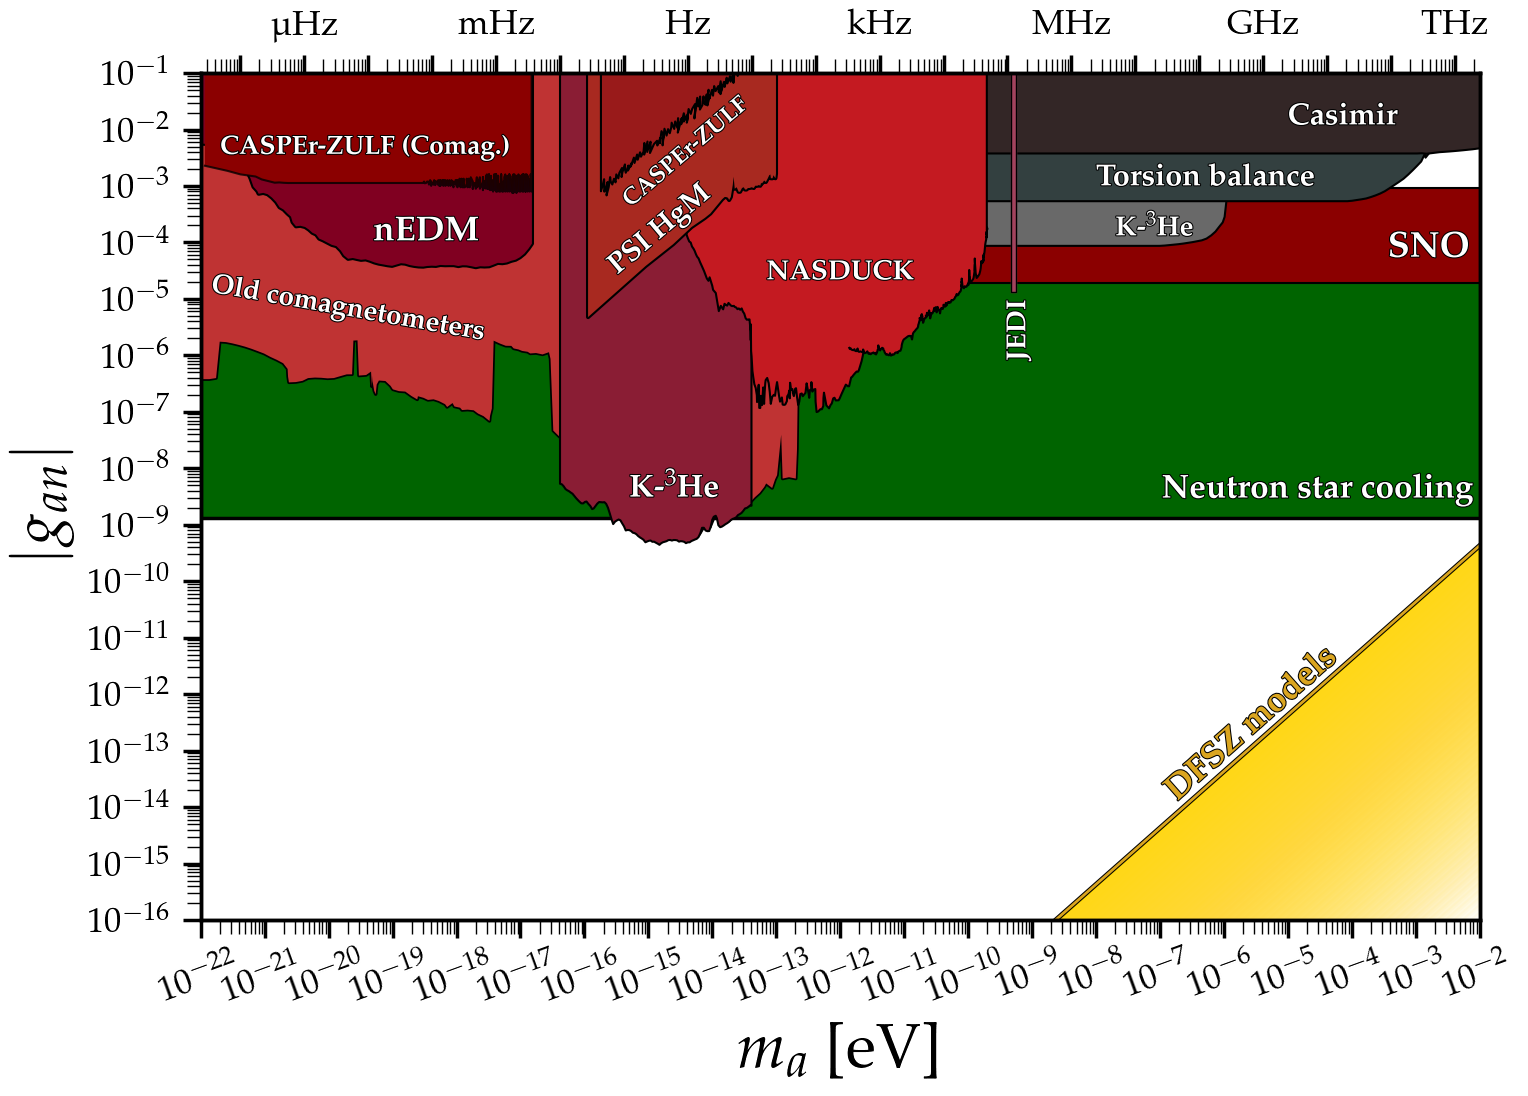 µHz mHz Hz kHz MHz GHz THz
10⁻¹
10⁻²
10⁻³
10⁻⁴
10⁻⁵
10⁻⁶
10⁻⁷
10⁻⁸
10⁻⁹
10⁻¹⁰
10⁻¹¹
10⁻¹²
10⁻¹³
10⁻¹⁴
10⁻¹⁵
10⁻¹⁶
|gₐₙ|
CASPEr-ZULF (Comag.)
nEDM
Old comagnetometers
CASPEr-ZULF
PSI HgM
NASDUCK
K-³He
Casimir
Torsion balance
K-³He
SNO
JEDI
Neutron star cooling
DFSZ models
10⁻²² 10⁻²¹ 10⁻²⁰ 10⁻¹⁹ 10⁻¹⁸ 10⁻¹⁷ 10⁻¹⁶ 10⁻¹⁵ 10⁻¹⁴ 10⁻¹³ 10⁻¹² 10⁻¹¹ 10⁻¹⁰ 10⁻⁹ 10⁻⁸ 10⁻⁷ 10⁻⁶ 10⁻⁵ 10⁻⁴ 10⁻³ 10⁻²
mₐ [eV]